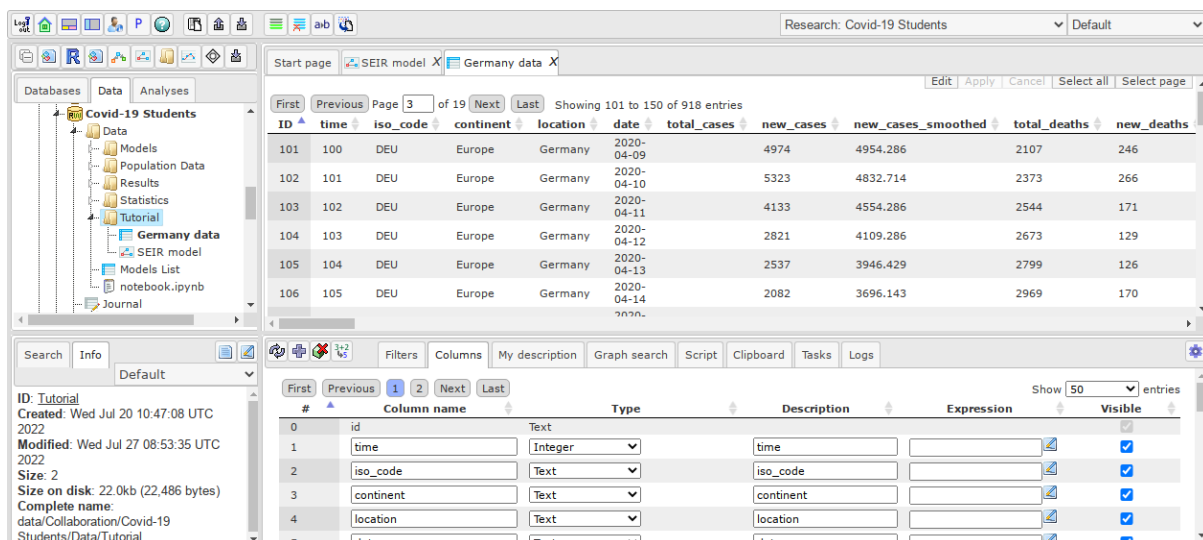 Log out
P
R
a›b
Research: Covid-19 Students
Default
Databases
Data
Analyses
Covid-19 Students
Data
Models
Population Data
Results
Statistics
Tutorial
Germany data
SEIR model
Models List
notebook.ipynb
Journal
Start page
SEIR model X
Germany data X
Edit Apply Cancel Select all Select page
First Previous Page 3 of 19 Next Last Showing 101 to 150 of 918 entries
ID time iso_code continent location date total_cases new_cases new_cases_smoothed total_deaths new_deaths
101 100 DEU Europe Germany 2020-04-09 4974 4954.286 2107 246
102 101 DEU Europe Germany 2020-04-10 5323 4832.714 2373 266
103 102 DEU Europe Germany 2020-04-11 4133 4554.286 2544 171
104 103 DEU Europe Germany 2020-04-12 2821 4109.286 2673 129
105 104 DEU Europe Germany 2020-04-13 2537 3946.429 2799 126
106 105 DEU Europe Germany 2020-04-14 2082 3696.143 2969 170
2020-
Search Info
Default
ID: Tutorial
Created: Wed Jul 20 10:47:08 UTC
2022
Modified: Wed Jul 27 08:53:35 UTC
2022
Size: 2
Size on disk: 22.0kb (22,486 bytes)
Complete name:
data/Collaboration/Covid-19
Students/Data/Tutorial
3+2
5
Filters Columns My description Graph search Script Clipboard Tasks Logs
First Previous 1 2 Next Last Show 50 entries
# Column name Type Description Expression Visible
0 id Text
1 time Integer time
2 iso_code Text iso_code
3 continent Text continent
4 location Text location